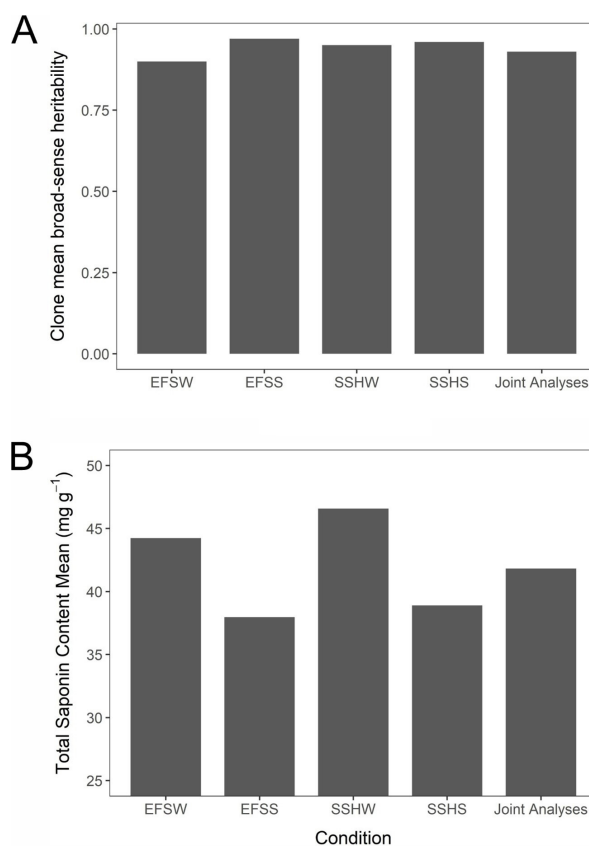 A
Clone mean broad-sense heritability
1.00
0.75
0.50
0.25
0.00
EFSW EFSS SSHW SSHS Joint Analyses
B
Total Saponin Content Mean (mg g⁻¹)
50
45
40
35
30
25
EFSW EFSS SSHW SSHS Joint Analyses
Condition